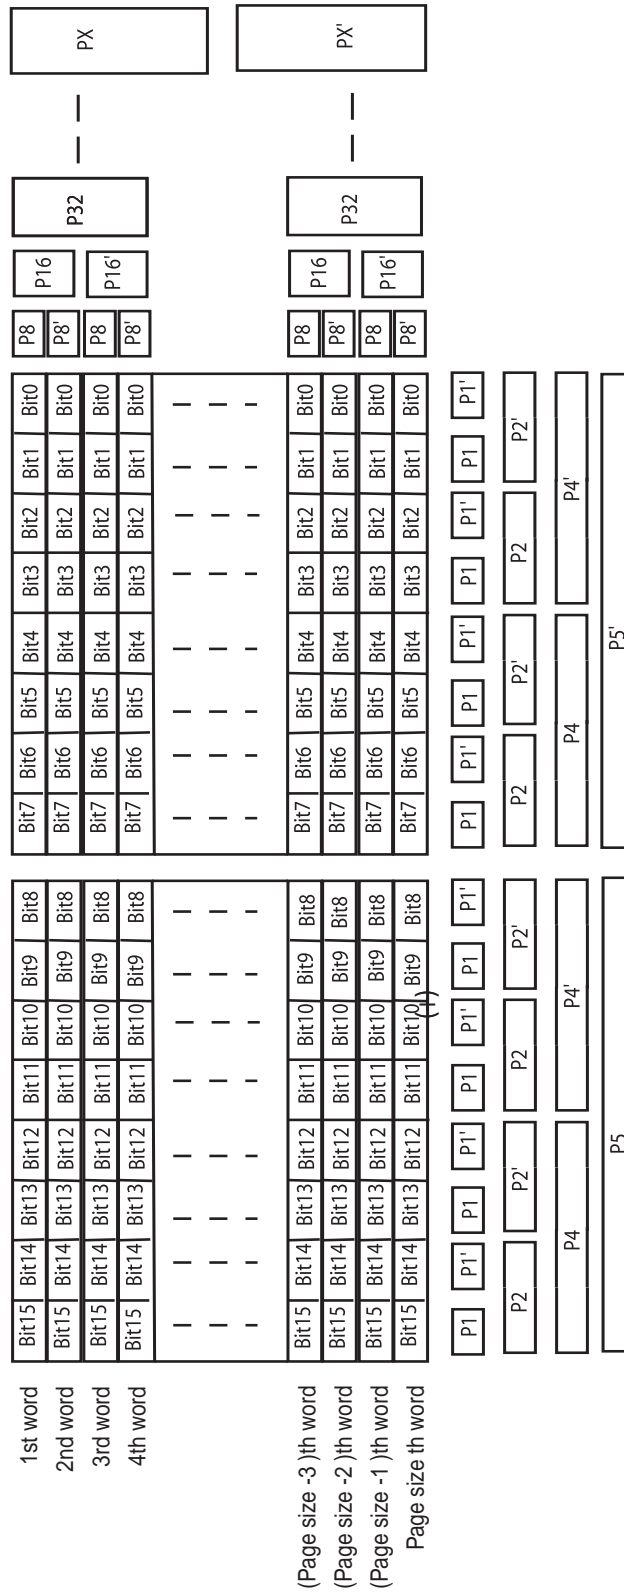 1st word Bit15 Bit14 Bit13 Bit12 Bit11 Bit10 Bit9 Bit8 Bit7 Bit6 Bit5 Bit4 Bit3 Bit2 Bit1 Bit0 P8 P16 P32 PX
2nd word Bit15 Bit14 Bit13 Bit12 Bit11 Bit10 Bit9 Bit8 Bit7 Bit6 Bit5 Bit4 Bit3 Bit2 Bit1 Bit0 P8'
3rd word Bit15 Bit14 Bit13 Bit12 Bit11 Bit10 Bit9 Bit8 Bit7 Bit6 Bit5 Bit4 Bit3 Bit2 Bit1 Bit0 P8 P16'
4th word Bit15 Bit14 Bit13 Bit12 Bit11 Bit10 Bit9 Bit8 Bit7 Bit6 Bit5 Bit4 Bit3 Bit2 Bit1 Bit0 P8'
(Page size -3 )th word Bit15 Bit14 Bit13 Bit12 Bit11 Bit10 Bit9 Bit8 Bit7 Bit6 Bit5 Bit4 Bit3 Bit2 Bit1 Bit0 P8 P16 P32 PX'
(Page size -2 )th word Bit15 Bit14 Bit13 Bit12 Bit11 Bit10 Bit9 Bit8 Bit7 Bit6 Bit5 Bit4 Bit3 Bit2 Bit1 Bit0 P8'
(Page size -1 )th word Bit15 Bit14 Bit13 Bit12 Bit11 Bit10 Bit9 Bit8 Bit7 Bit6 Bit5 Bit4 Bit3 Bit2 Bit1 Bit0 P8 P16'
Page size th word Bit15 Bit14 Bit13 Bit12 Bit11 Bit10 Bit9 Bit8 Bit7 Bit6 Bit5 Bit4 Bit3 Bit2 Bit1 Bit0 P8'
P1 P1' P1 P1' P1 P1' P1 P1' P1 P1' P1 P1' P1 P1' P1 P1'
P2 P2' P2 P2' P2 P2' P2 P2'
P4 P4' P4 P4'
P5 P5'